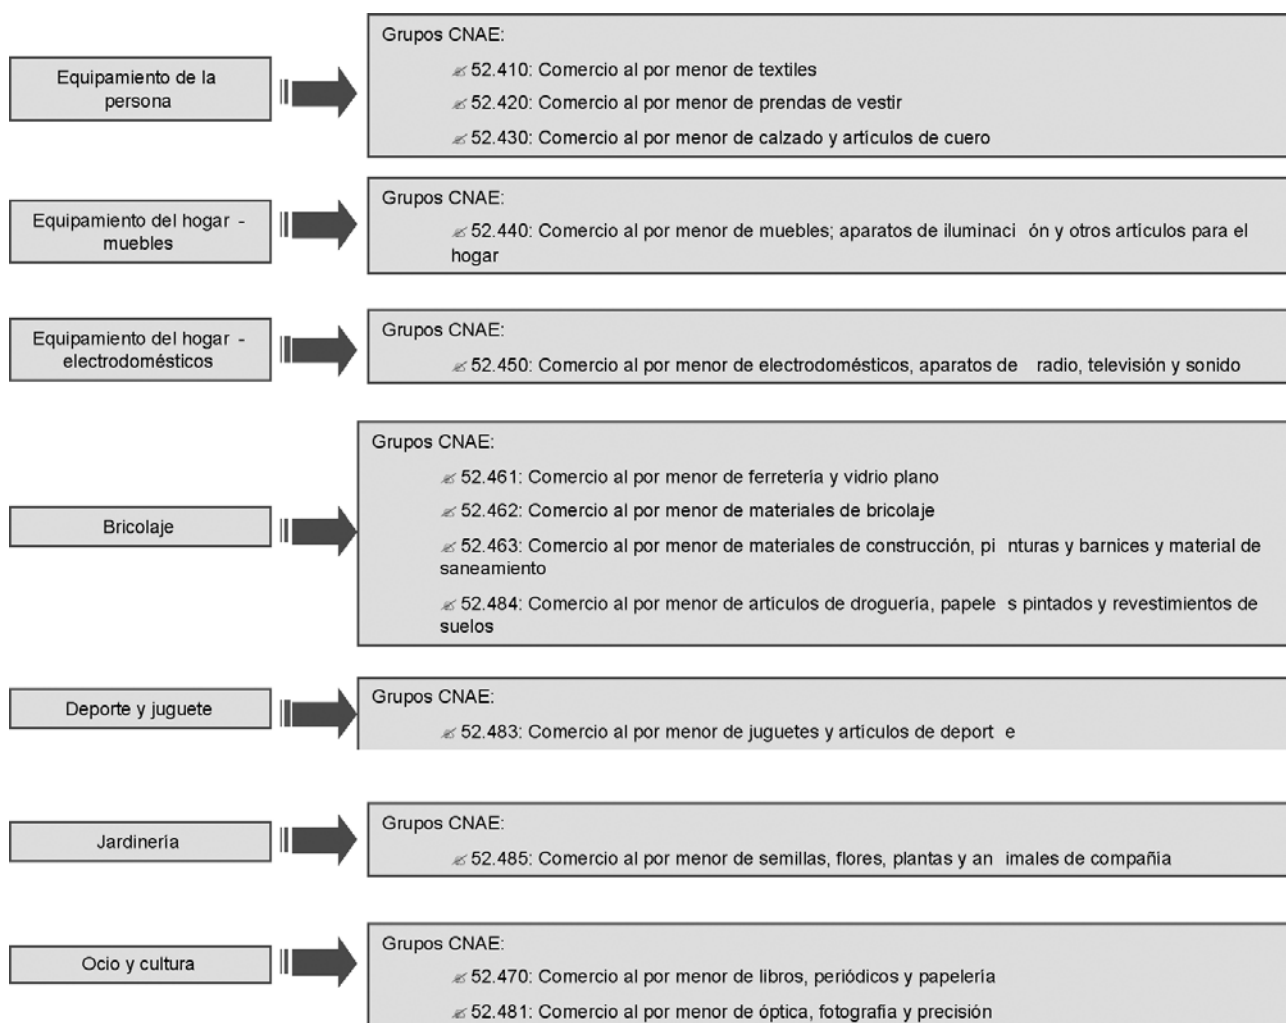 Equipamiento de la
persona
Grupos CNAE:
52.410: Comercio al por menor de textiles
52.420: Comercio al por menor de prendas de vestir
52.430: Comercio al por menor de calzado y artículos de cuero
Equipamiento del hogar -
muebles
Grupos CNAE:
52.440: Comercio al por menor de muebles; aparatos de iluminaci ón y otros artículos para el
hogar
Equipamiento del hogar -
electrodomésticos
Grupos CNAE:
52.450: Comercio al por menor de electrodomésticos, aparatos de radio, televisión y sonido
Bricolaje
Grupos CNAE:
52.461: Comercio al por menor de ferretería y vidrio plano
52.462: Comercio al por menor de materiales de bricolaje
52.463: Comercio al por menor de materiales de construcción, pi nturas y barnices y material de
saneamiento
52.484: Comercio al por menor de artículos de droguería, papele s pintados y revestimientos de
suelos
Deporte y juguete
Grupos CNAE:
52.483: Comercio al por menor de juguetes y artículos de deport e
Jardinería
Grupos CNAE:
52.485: Comercio al por menor de semillas, flores, plantas y an imales de compañía
Ocio y cultura
Grupos CNAE:
52.470: Comercio al por menor de libros, periódicos y papelería
52.481: Comercio al por menor de óptica, fotografía y precisión